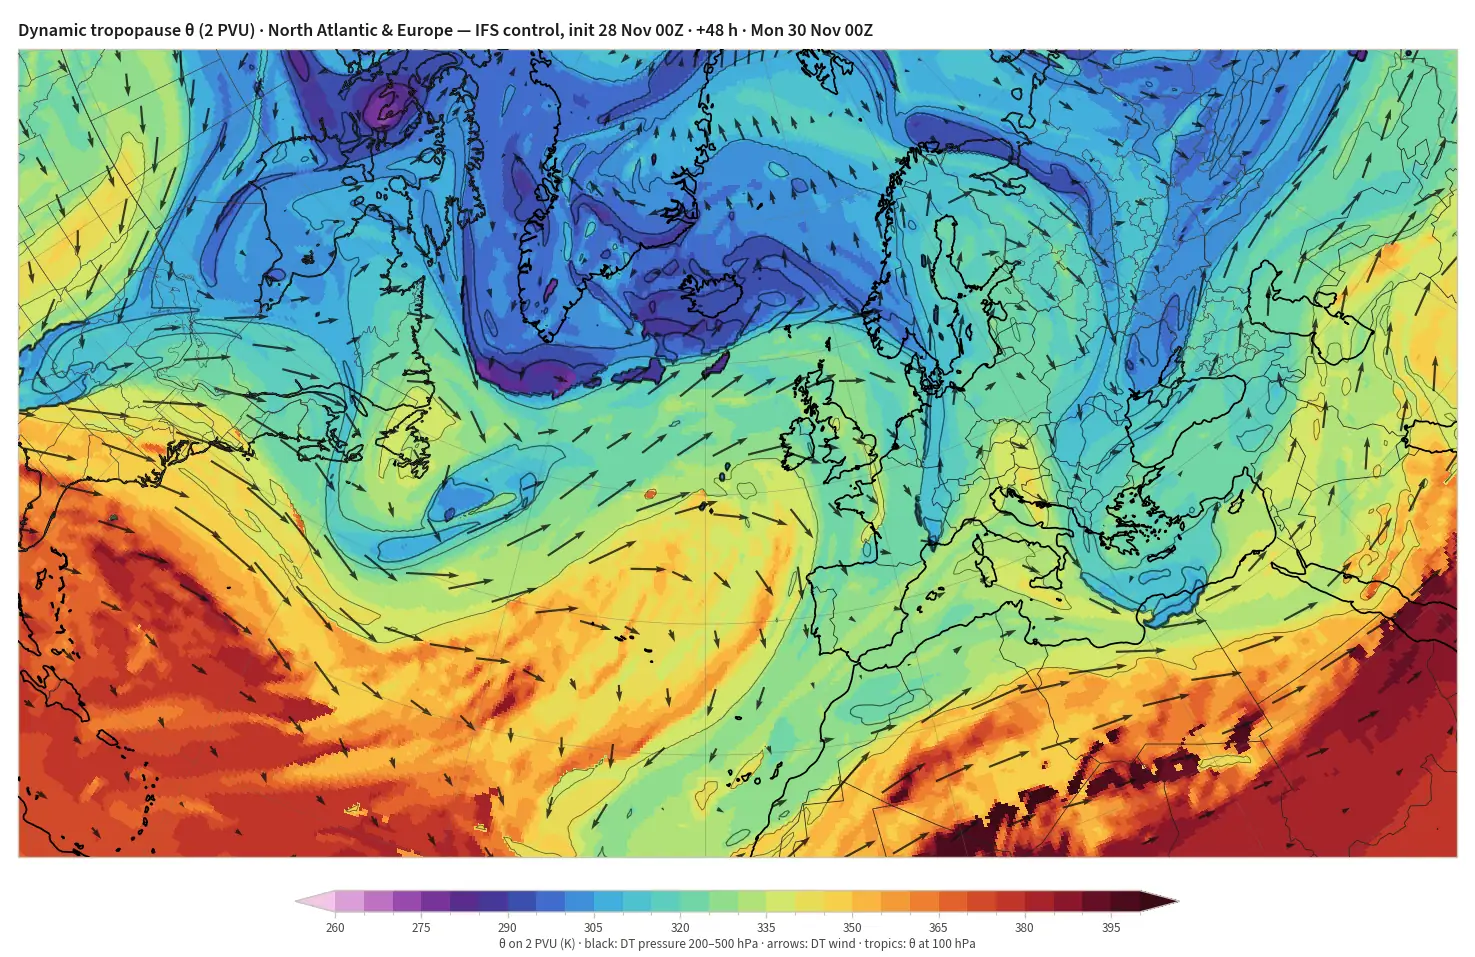 Dynamic tropopause θ (2 PVU) · North Atlantic & Europe — IFS control, init 28 Nov 00Z · +48 h · Mon 30 Nov 00Z
260 275 290 305 320 335 350 365 380 395
θ on 2 PVU (K) · black: DT pressure 200–500 hPa · arrows: DT wind · tropics: θ at 100 hPa